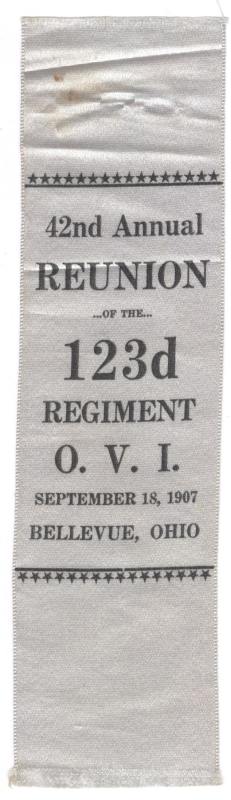 42nd Annual
REUNION
...OF THE...
123d
REGIMENT
O. V. I.
SEPTEMBER 18, 1907
BELLEVUE, OHIO